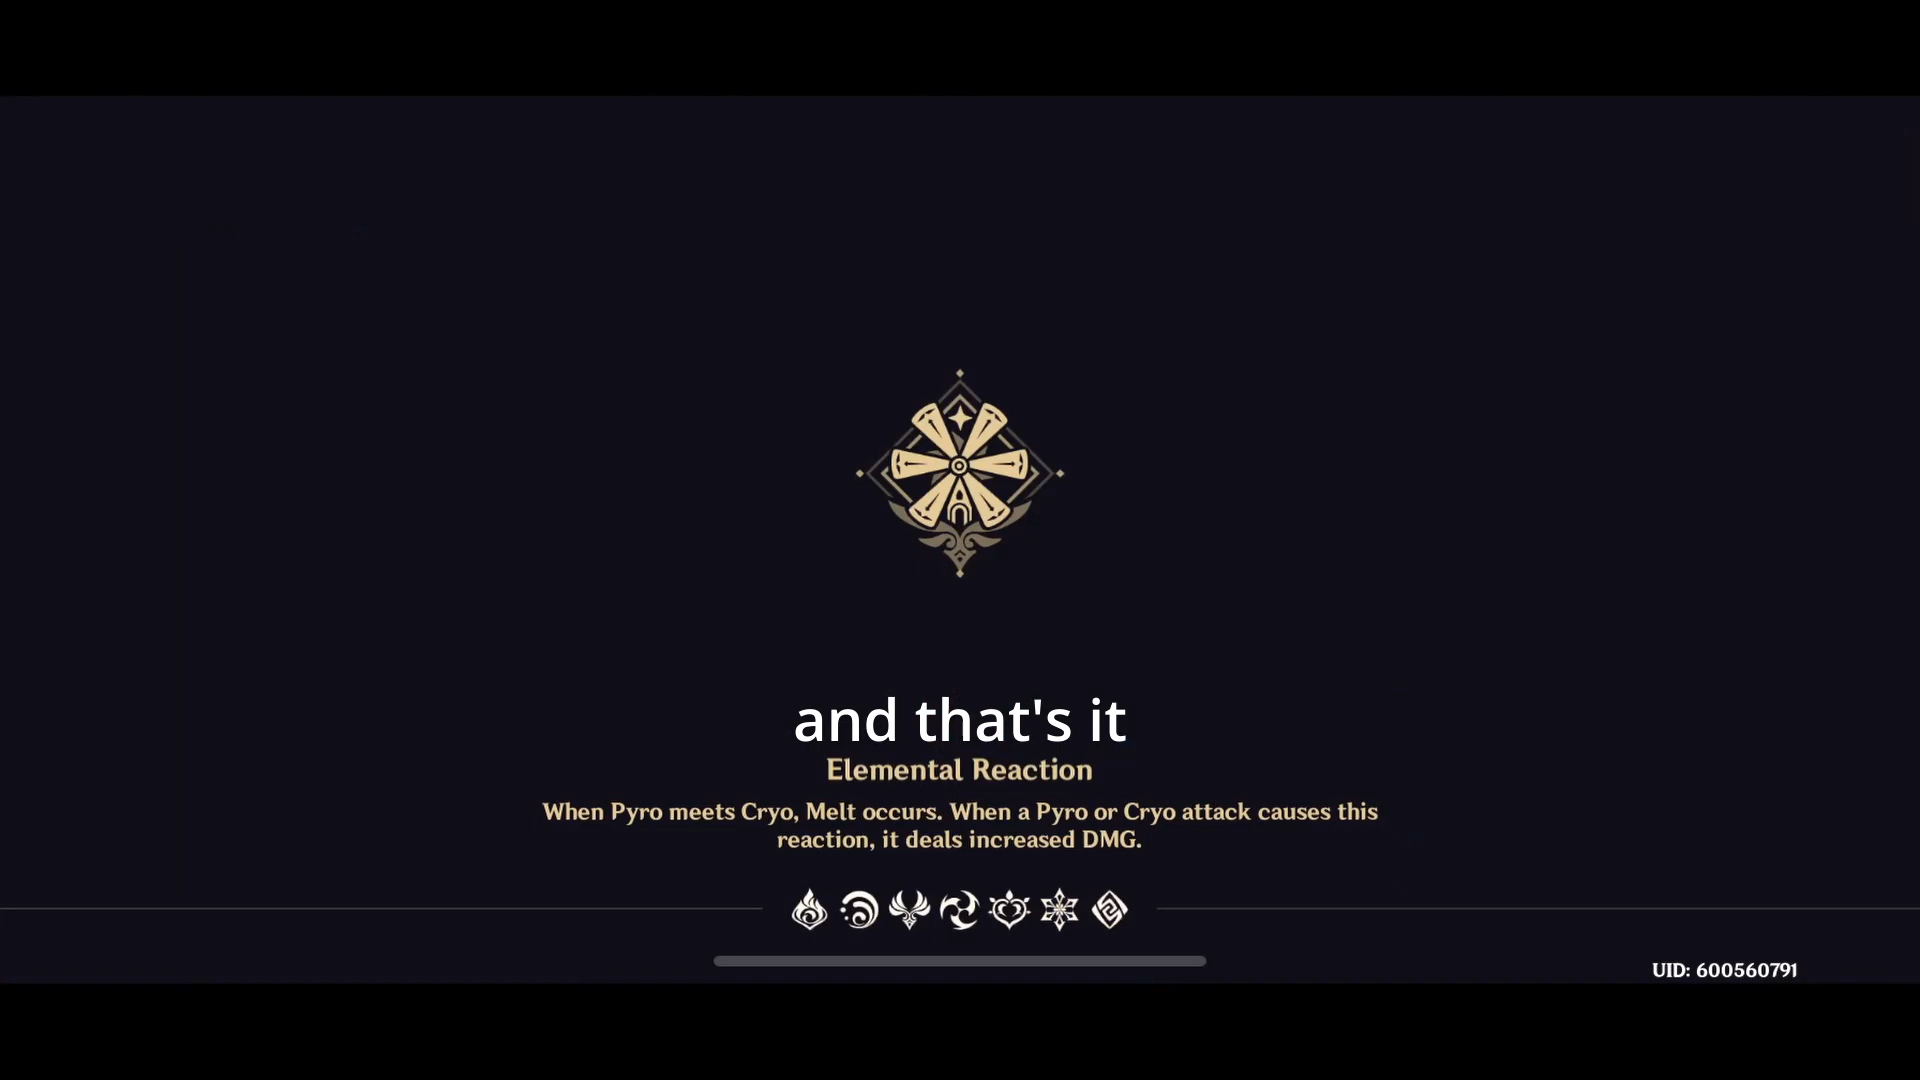 and that's it
Elemental Reaction
When Pyro meets Cryo, Melt occurs. When a Pyro or Cryo attack causes this
reaction, it deals increased DMG.
UID: 600560791